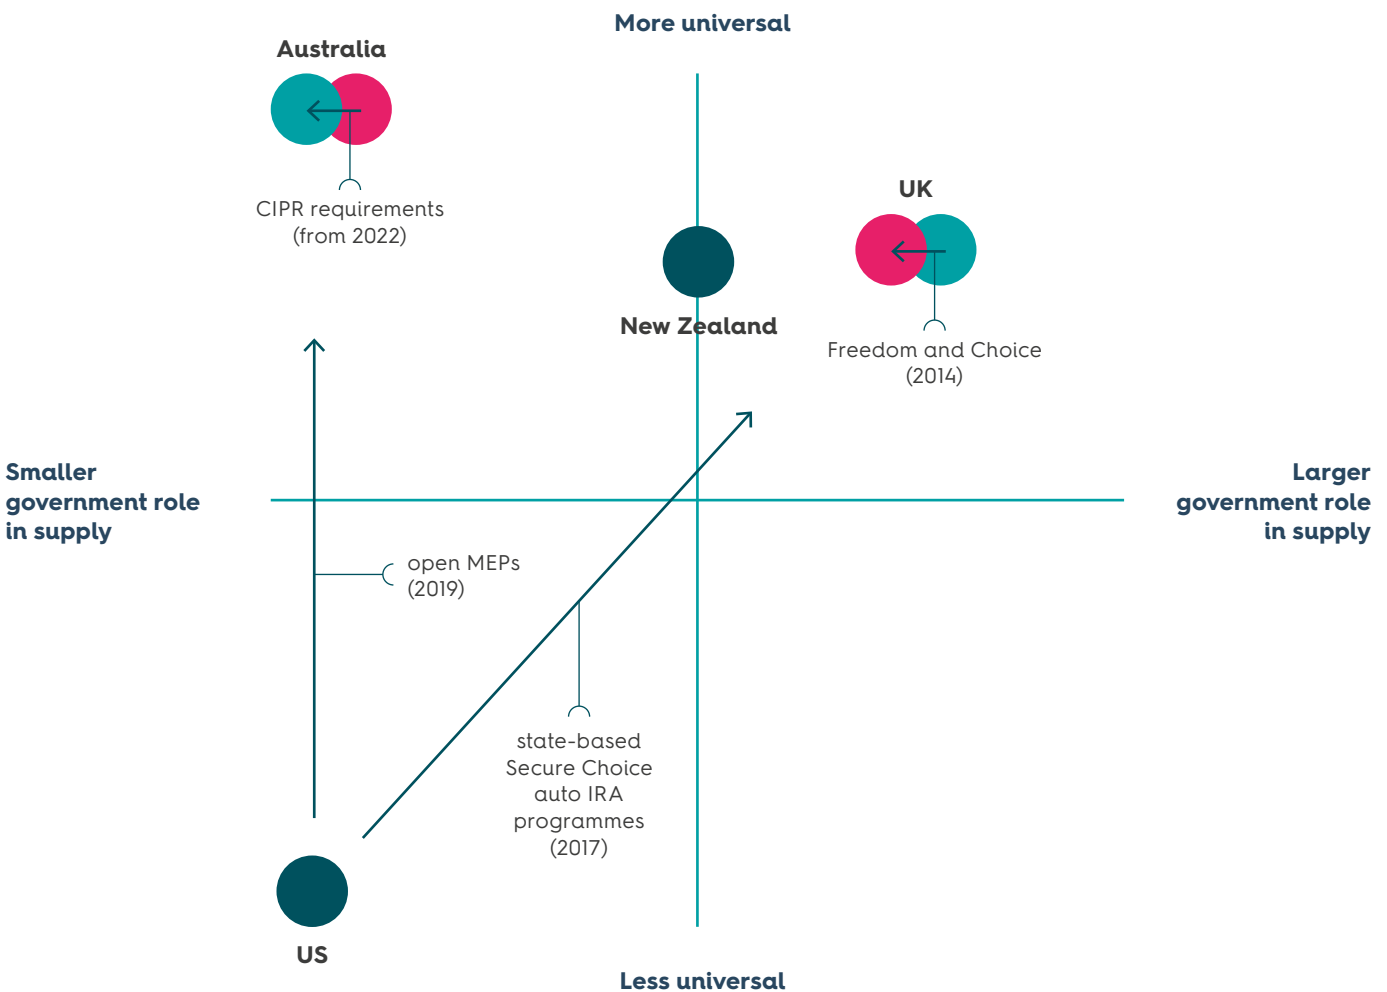 More universal
Australia
CIPR requirements
(from 2022)
UK
New Zealand
Freedom and Choice
(2014)
Smaller
government role
in supply
Larger
government role
in supply
open MEPs
(2019)
state-based
Secure Choice
auto IRA
programmes
(2017)
US
Less universal